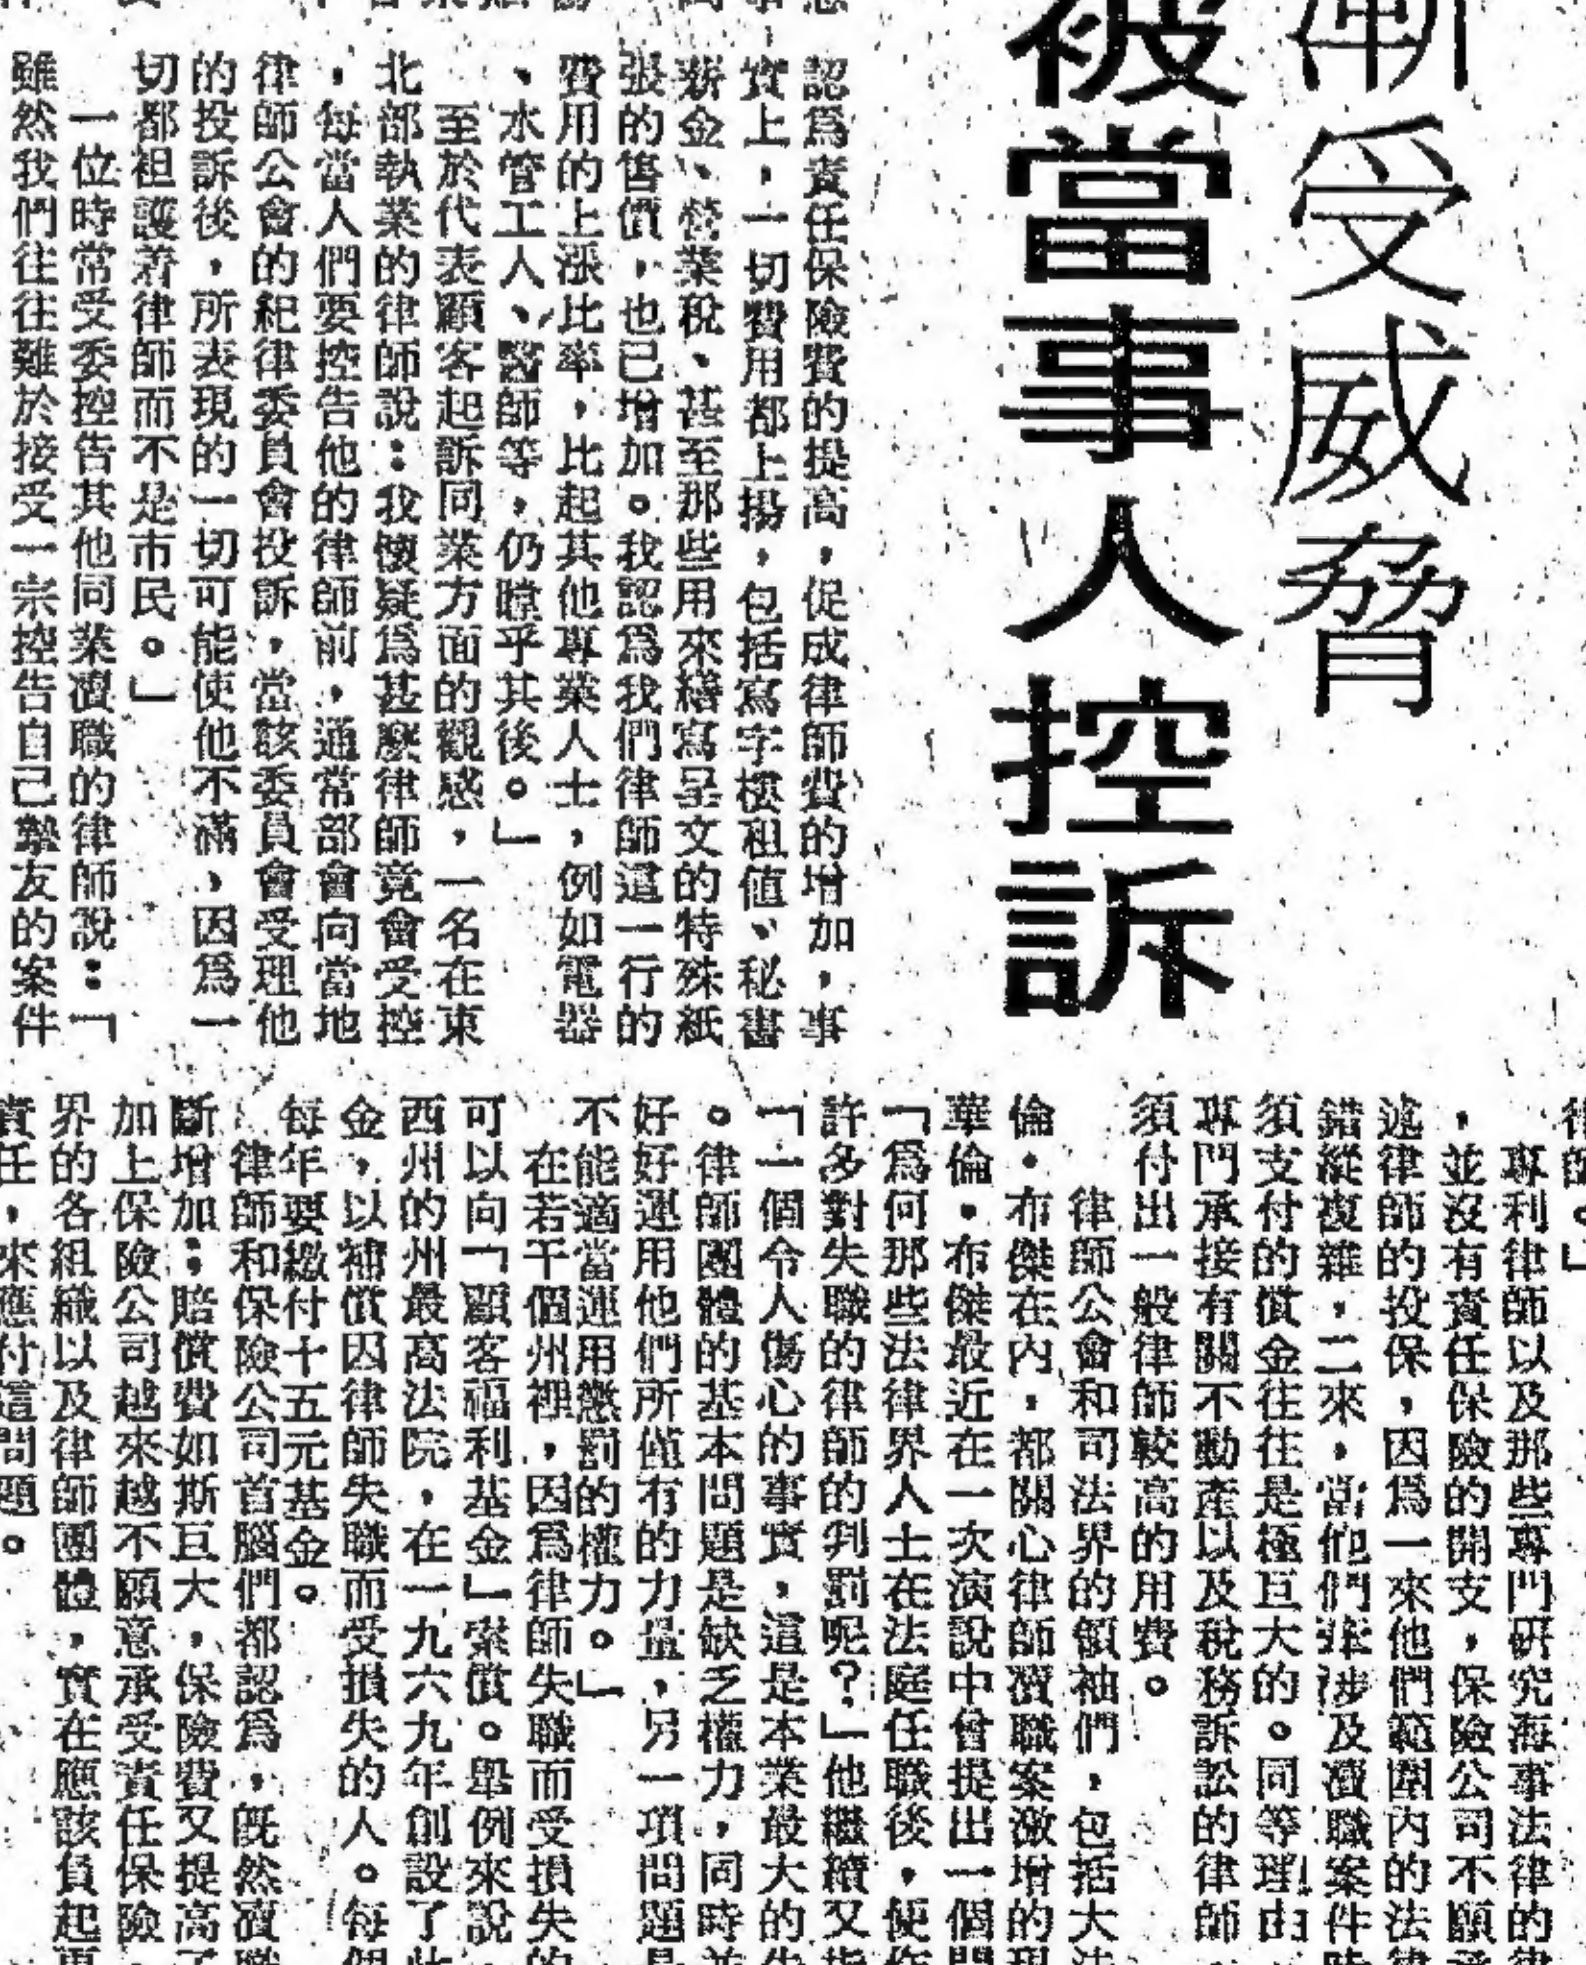 漸受威脅
被當事人控訴
認爲責任保險費的提高，促成律師費的增加，事
實上，一切費用都上揚，包括寫字樓租值、秘書
薪金、營業稅、甚至那些用來繕寫呈文的特殊紙
張的售價，也已增加。我認爲我們律師這一行的
費用的上漲比率，比起其他專業人士，例如電器
、水管工人、醫師等，仍瞠乎其後。」
至於代表顧客起訴同業方面的觀感，一名在東
北部執業的律師說：我懷疑爲甚麼律師竟會受控
，每當人們要控告他的律師前，通常部會向當地
律師公會的紀律委員會投訴，當該委員會受理他
的投訴後，所表現的一切可能使他不滿，因爲一
切都袒護着律師而不是市民。」
一位時常受委控告其他同業瀆職的律師說：「
雖然我們往往難於接受一宗控告自己摯友的案件
律師。」
專利律師以及那些專門研究海事法律的律
，並沒有責任保險的開支，保險公司不願承
述律師的投保，因爲一來他們範圍內的法律
錯縱複雜，二來，當他們牽涉及瀆職案件時
須支付的償金往往是極亘大的。同等理由
專門承接有關不動產以及稅務訴訟的律師
須付出一般律師較高的用費。
律師公會和司法界的領袖們，包括大法
倫・布傑在內，都關心律師瀆職案激增的現
華倫・布傑最近在一次演說中曾提出一個問
「爲何那些法律界人士在法庭任職後，便作
許多對失職的律師的判罰呢？」他繼續又指
「一個令人傷心的事實，這是本業最大的失
。律師團體的基本問題是缺乏權力，同時並
好好運用他們所僅有的力量，另一項問題是
不能適當運用懲罰的權力。」
在若干個州裡，因爲律師失職而受損失的
可以向「顧客福利基金」索償。舉例來說，
西州的州最高法院，在一九六九年創設了此
金，以補償因律師失職而受損失的人。每個
每年要繳付十五元基金。
律師和保險公司首腦們都認爲，既然瀆職
斷增加；賠償費如斯亘大，保險費又提高了
加上保險公司越來越不願意承受責任保險，
界的各組織以及律師團體，實在應該負起更
責任，來應付這問題。